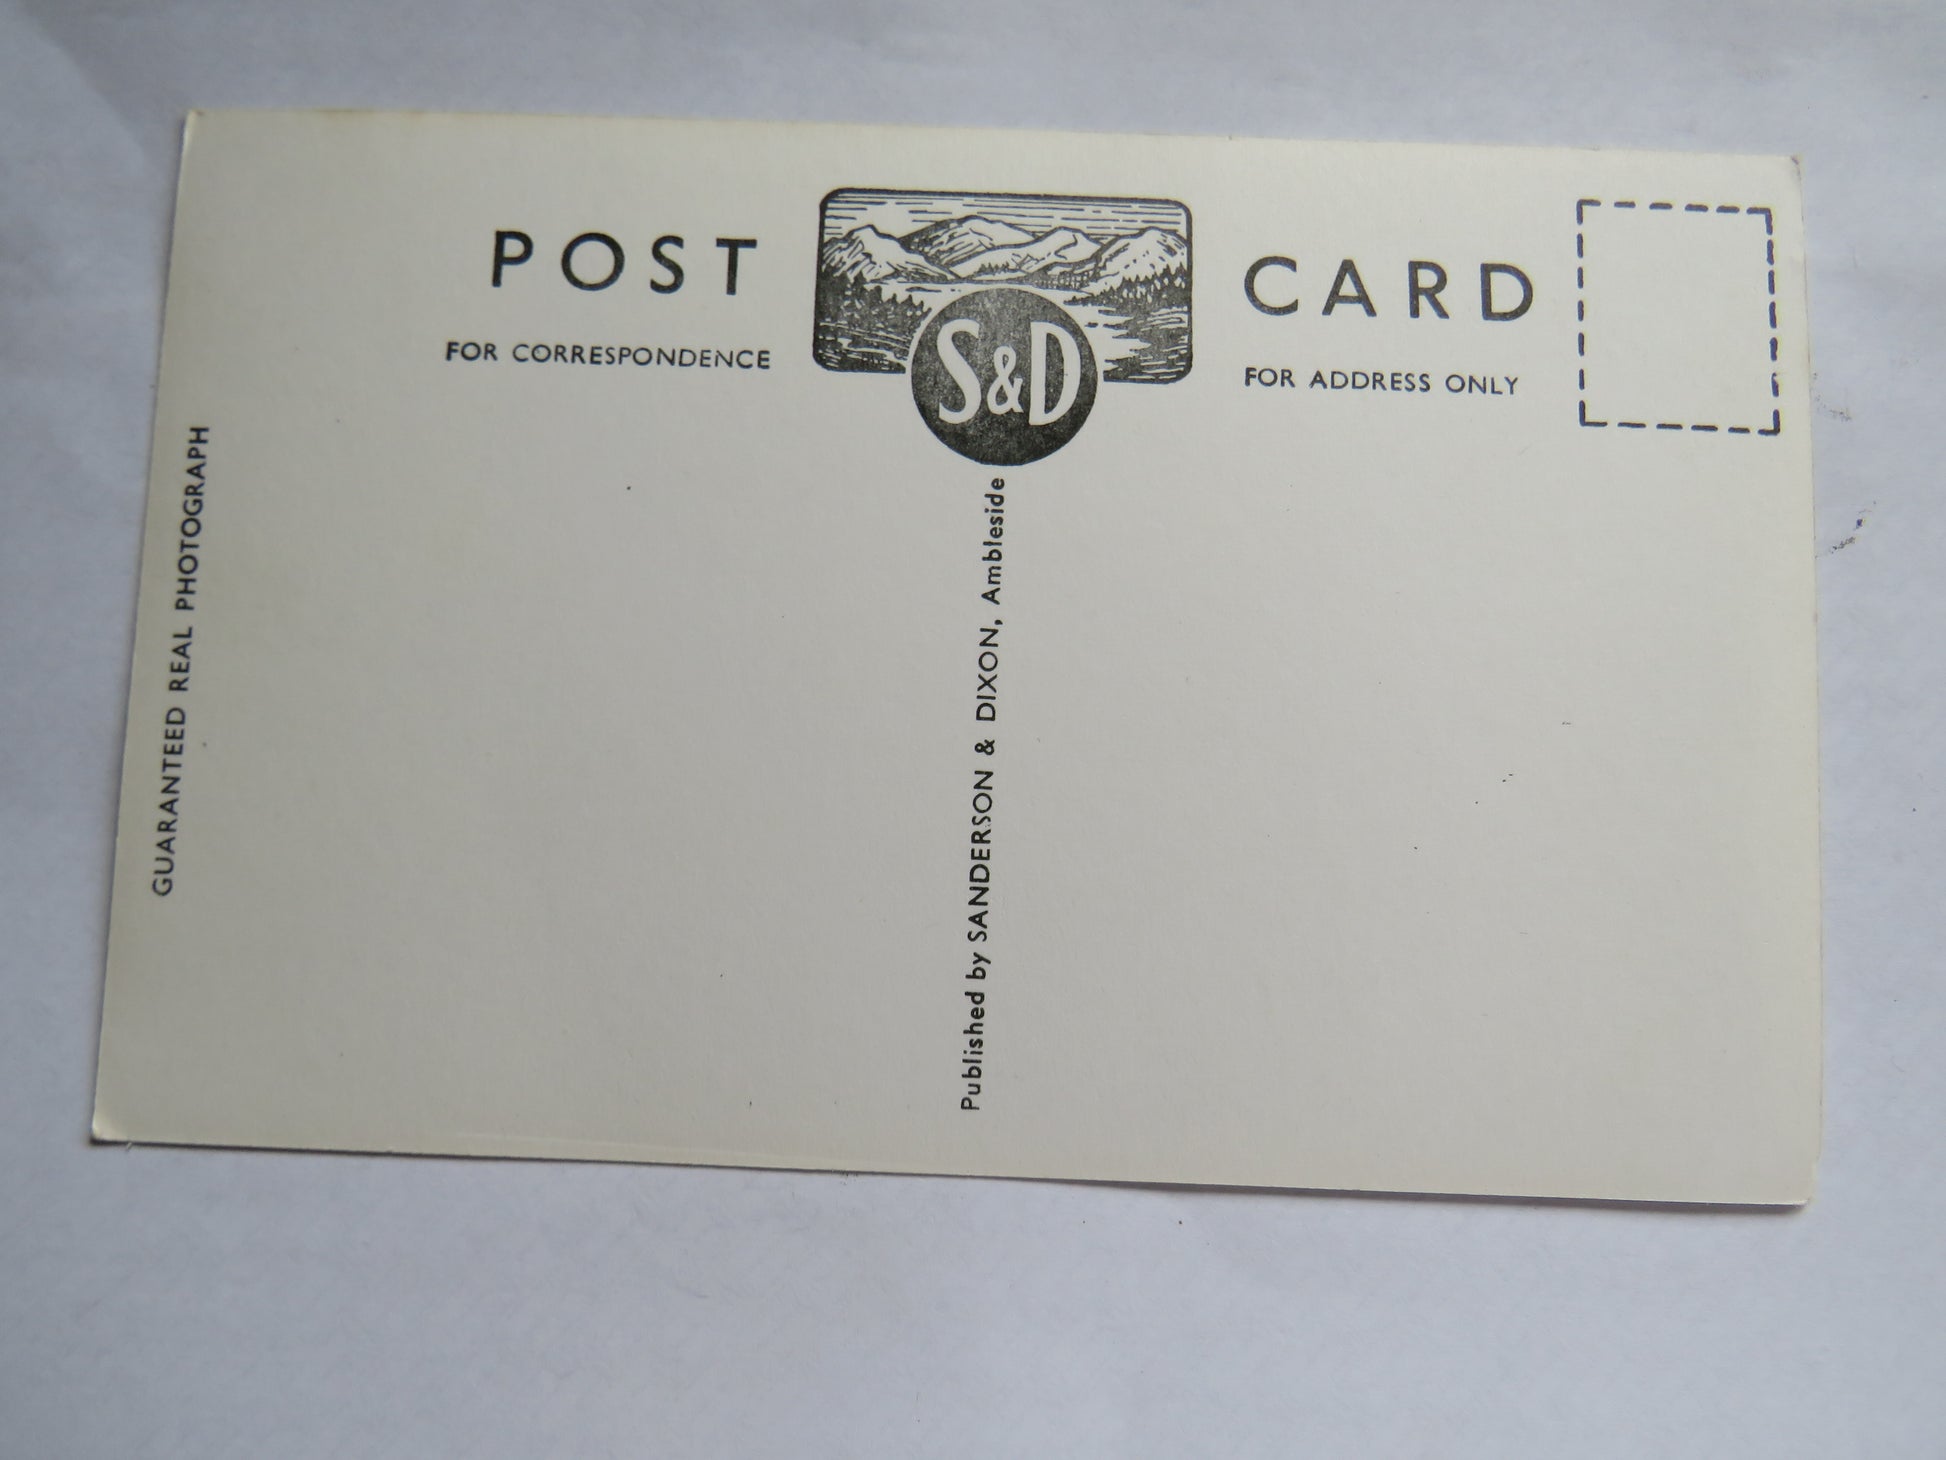 POST CARD
FOR CORRESPONDENCE
FOR ADDRESS ONLY
S&D
GUARANTEED REAL PHOTOGRAPH
Published by SANDERSON & DIXON, Ambleside